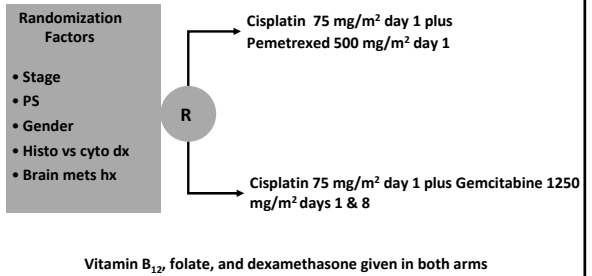 Randomization
Factors
• Stage
• PS
• Gender
• Histo vs cyto dx
• Brain mets hx
R
Cisplatin 75 mg/m² day 1 plus
Pemetrexed 500 mg/m² day 1
Cisplatin 75 mg/m² day 1 plus Gemcitabine 1250
mg/m² days 1 & 8
Vitamin B₁₂, folate, and dexamethasone given in both arms